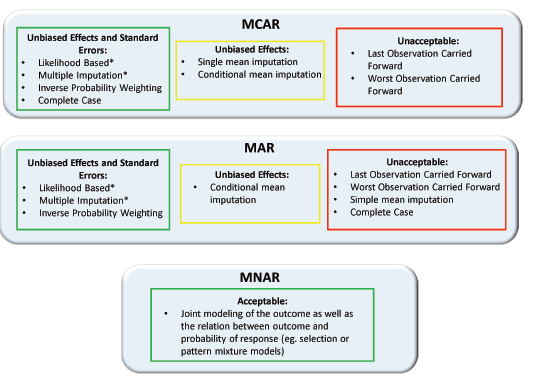 MCAR
Unbiased Effects and Standard
Errors:
• Likelihood Based*
• Multiple Imputation*
• Inverse Probability Weighting
• Complete Case
Unbiased Effects:
• Single mean imputation
• Conditional mean imputation
Unacceptable:
• Last Observation Carried
Forward
• Worst Observation Carried
Forward
MAR
Unbiased Effects and Standard
Errors:
• Likelihood Based*
• Multiple Imputation*
• Inverse Probability Weighting
Unbiased Effects:
• Conditional mean
imputation
Unacceptable:
• Last Observation Carried Forward
• Worst Observation Carried Forward
• Simple mean imputation
• Complete Case
MNAR
Acceptable:
• Joint modeling of the outcome as well as
the relation between outcome and
probability of response (eg. selection or
pattern mixture models)